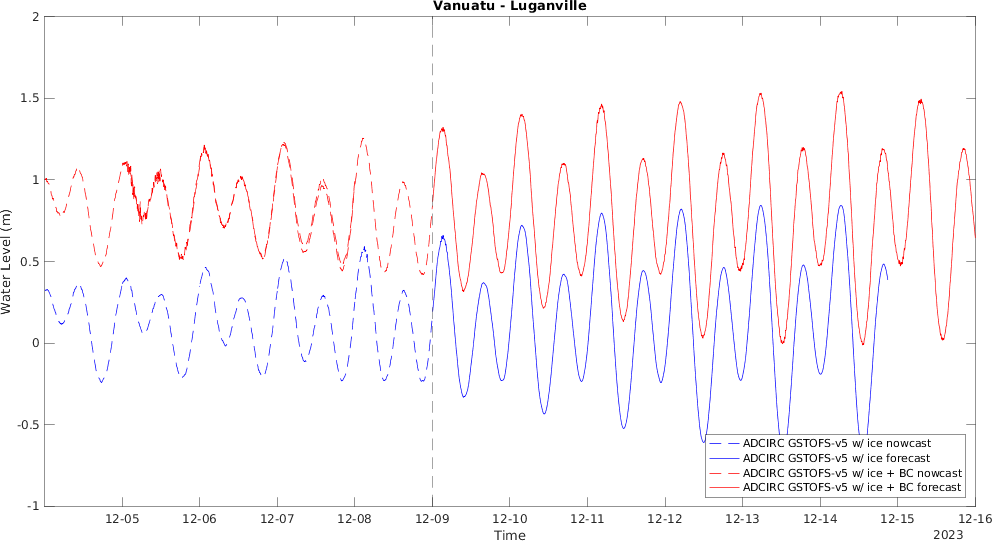 Vanuatu - Luganville
2
1.5
1
0.5
0
-0.5
-1
Water Level (m)
ADCIRC GSTOFS-v5 w/ ice nowcast
ADCIRC GSTOFS-v5 w/ ice forecast
ADCIRC GSTOFS-v5 w/ ice + BC nowcast
ADCIRC GSTOFS-v5 w/ ice + BC forecast
12-05 12-06 12-07 12-08 12-09 12-10 12-11 12-12 12-13 12-14 12-15 12-16
Time
2023